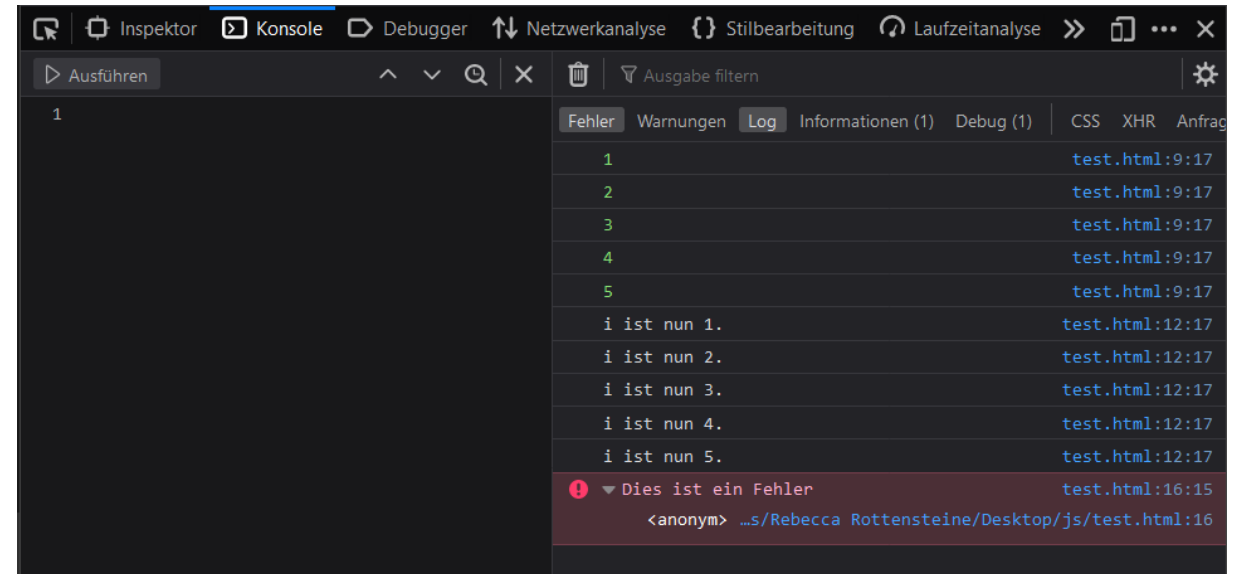 Inspektor Konsole Debugger Netzwerkanalyse Stilbearbeitung Laufzeitanalyse
Ausführen
Ausgabe filtern
1
Fehler Warnungen Log Informationen (1) Debug (1) CSS XHR Anfrag
1 test.html:9:17
2 test.html:9:17
3 test.html:9:17
4 test.html:9:17
5 test.html:9:17
i ist nun 1. test.html:12:17
i ist nun 2. test.html:12:17
i ist nun 3. test.html:12:17
i ist nun 4. test.html:12:17
i ist nun 5. test.html:12:17
Dies ist ein Fehler test.html:16:15
<anonym> …s/Rebecca Rottensteine/Desktop/js/test.html:16